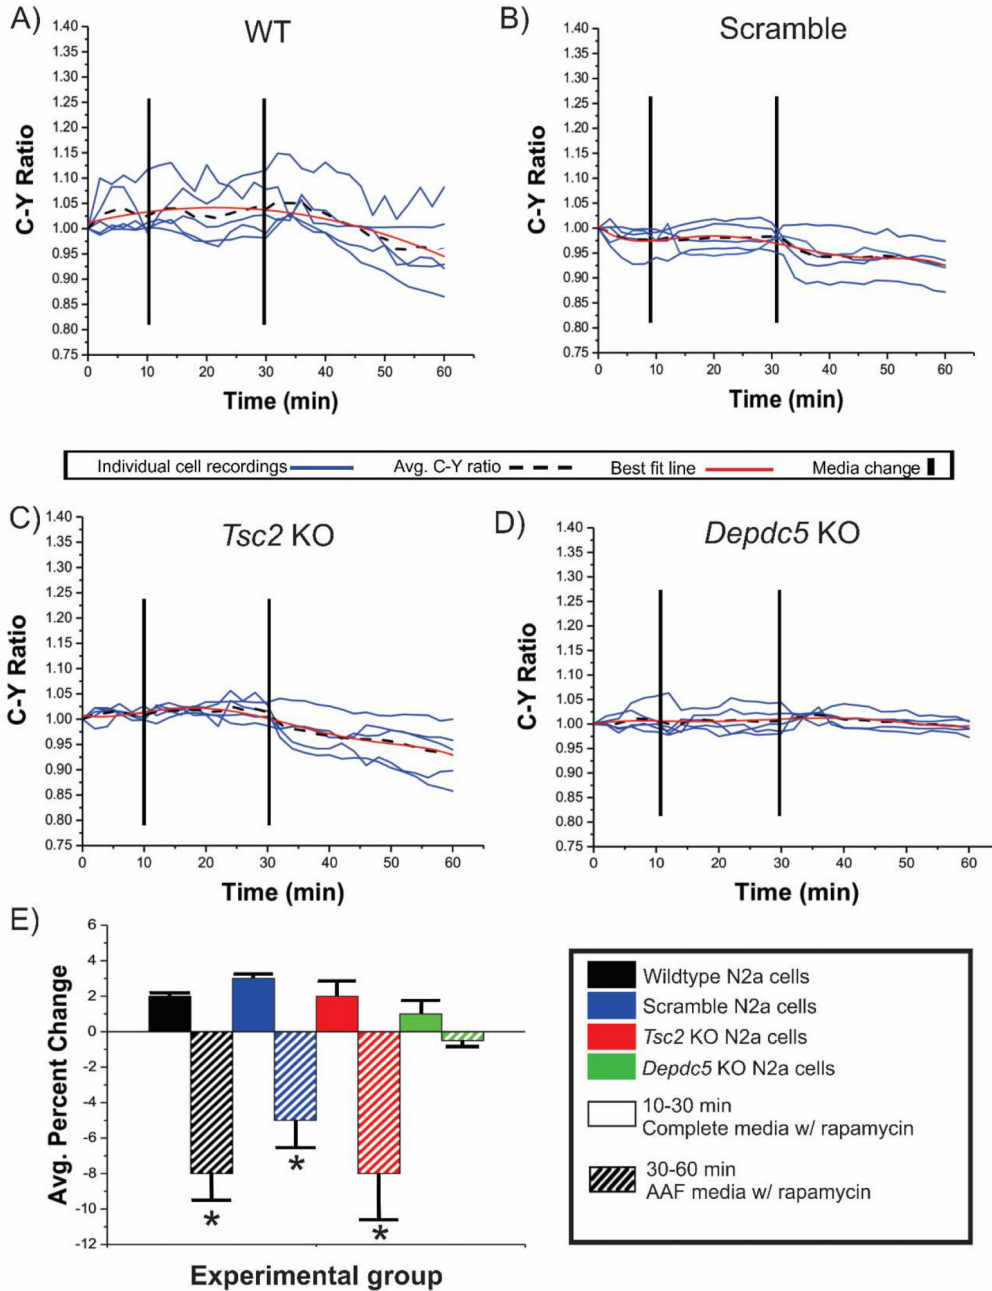 A)
WT
1.40
1.35
1.30
1.25
1.20
1.15
1.10
1.05
1.00
0.95
0.90
0.85
0.80
0.75
C-Y Ratio
0 10 20 30 40 50 60
Time (min)
B)
Scramble
1.40
1.35
1.30
1.25
1.20
1.15
1.10
1.05
1.00
0.95
0.90
0.85
0.80
0.75
C-Y Ratio
0 10 20 30 40 50 60
Time (min)
Individual cell recordings Avg. C-Y ratio Best fit line Media change
C)
Tsc2 KO
1.40
1.35
1.30
1.25
1.20
1.15
1.10
1.05
1.00
0.95
0.90
0.85
0.80
0.75
C-Y Ratio
0 10 20 30 40 50 60
Time (min)
D)
Depdc5 KO
1.40
1.35
1.30
1.25
1.20
1.15
1.10
1.05
1.00
0.95
0.90
0.85
0.80
0.75
C-Y Ratio
0 10 20 30 40 50 60
Time (min)
E)
6
4
2
0
-2
-4
-6
-8
-10
-12
Avg. Percent Change
*
*
*
Experimental group
Wildtype N2a cells
Scramble N2a cells
Tsc2 KO N2a cells
Depdc5 KO N2a cells
10-30 min
Complete media w/ rapamycin
30-60 min
AAF media w/ rapamycin